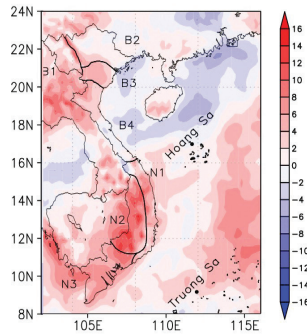 24N
22N
20N
18N
16N
14N
12N
10N
8N
105E
110E
115E
B1
B2
B3
B4
N1
N2
N3
Hoang Sa
Truong Sa
16
14
12
10
8
6
4
2
0
−2
−4
−6
−8
−10
−12
−14